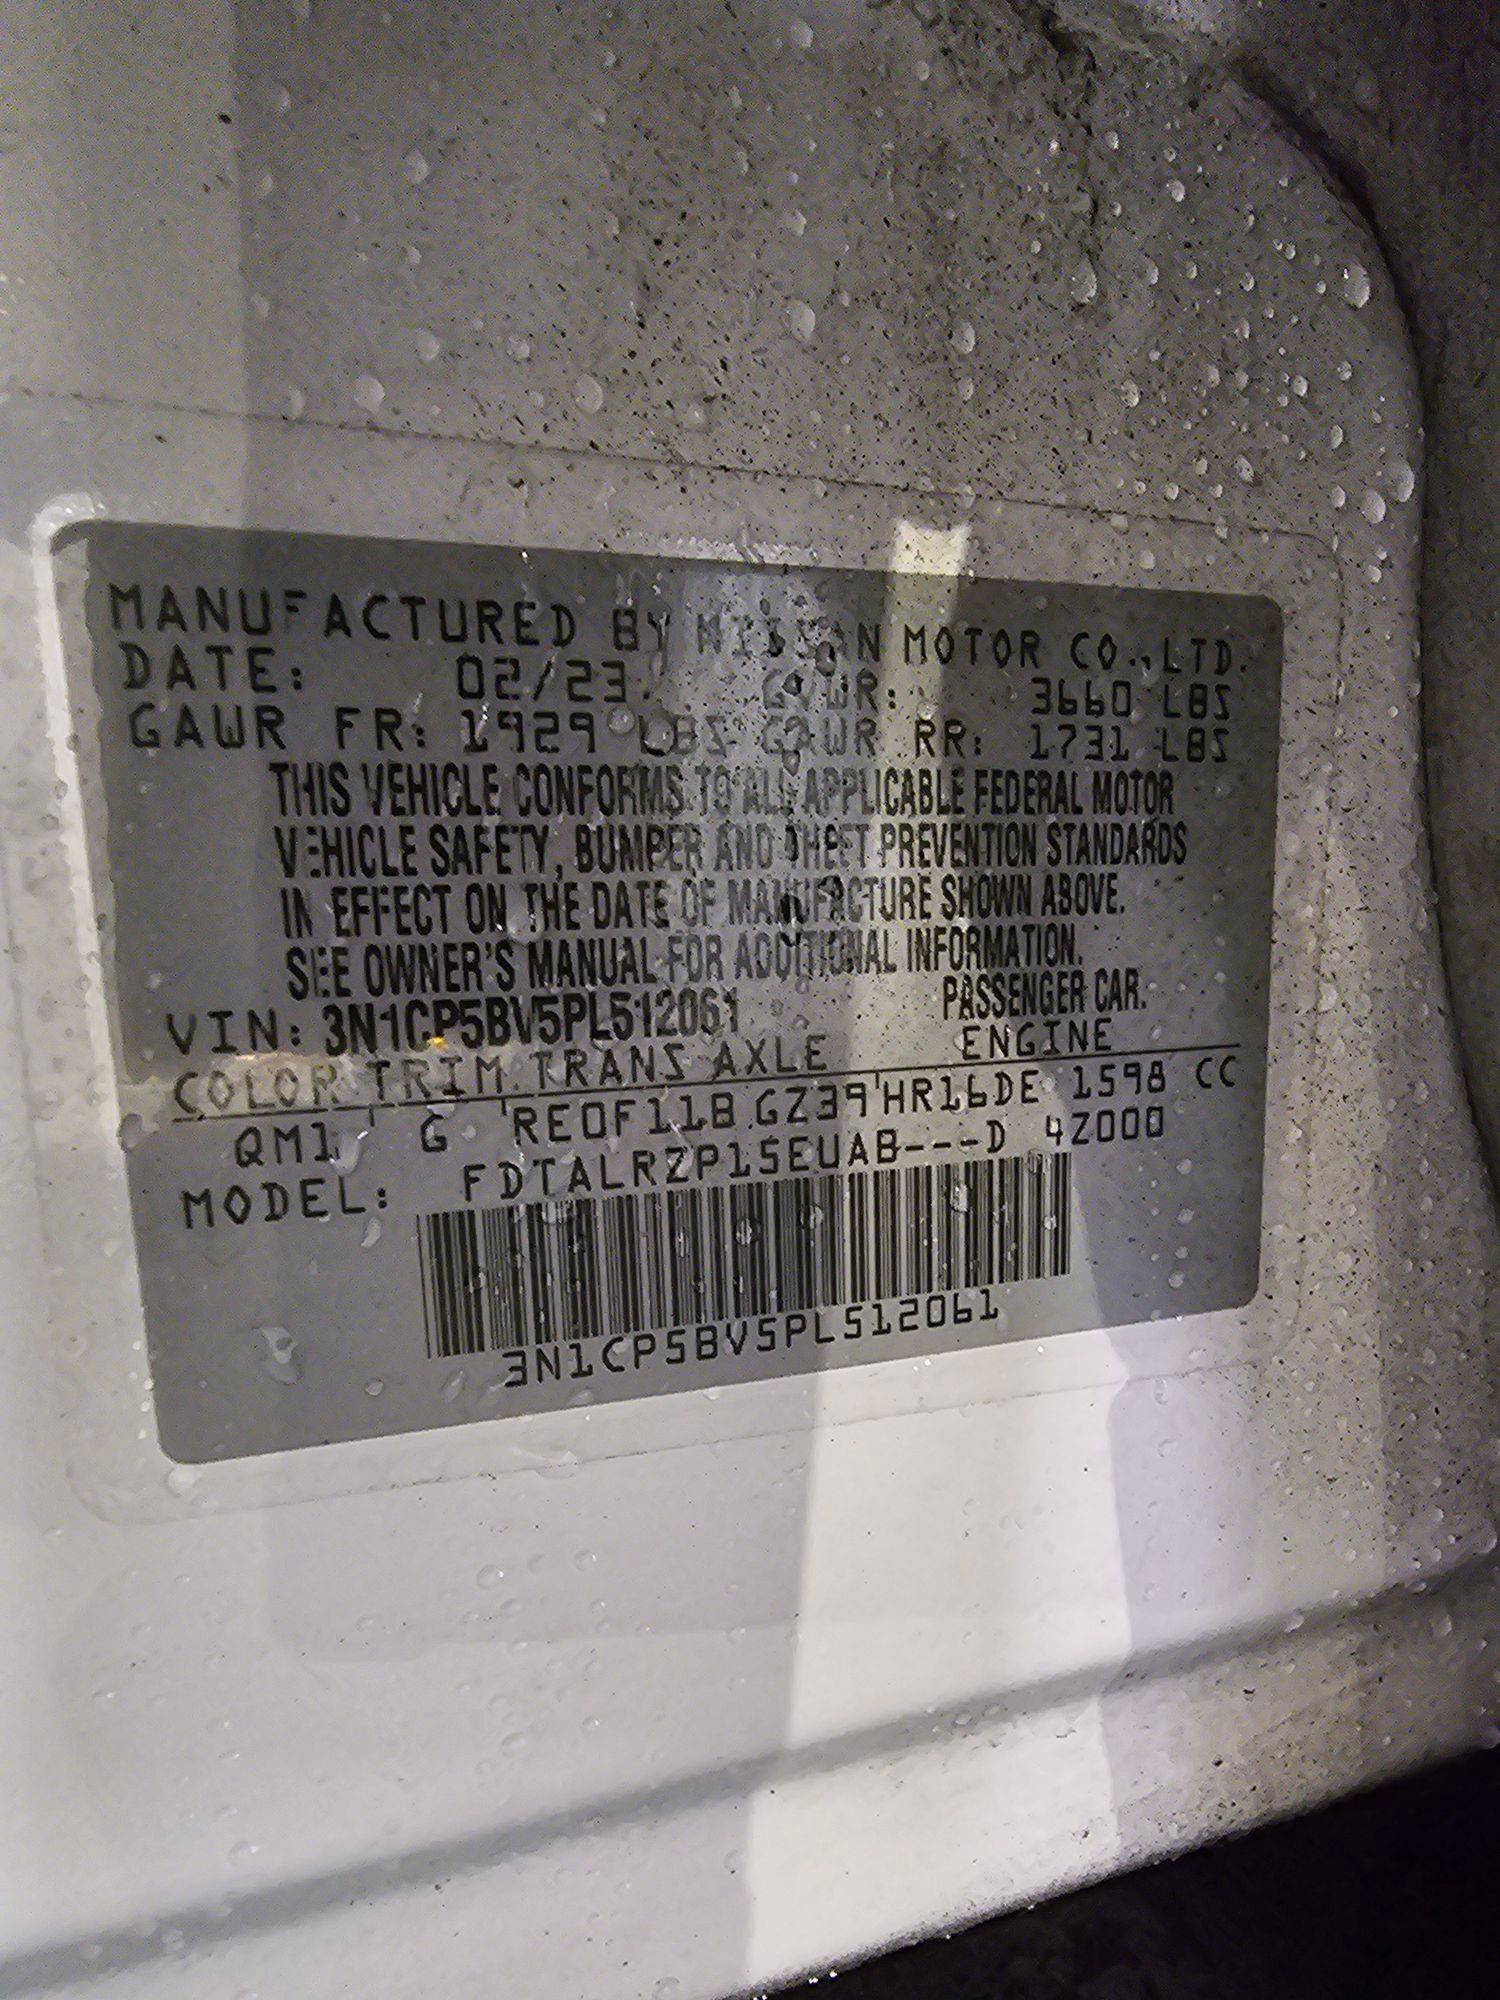 MANUFACTURED BY NISSAN MOTOR CO.,LTD.
DATE: 02/23 GVWR: 3660 LBS
GAWR FR: 1929 LBS GAWR RR: 1731 LBS
THIS VEHICLE CONFORMS TO ALL APPLICABLE FEDERAL MOTOR
VEHICLE SAFETY, BUMPER AND THEFT PREVENTION STANDARDS
IN EFFECT ON THE DATE OF MANUFACTURE SHOWN ABOVE.
SEE OWNER'S MANUAL FOR ADDITIONAL INFORMATION.
VIN: 3N1CP5BV5PL512061 PASSENGER CAR.
COLOR TRIM TRANS AXLE ENGINE
QM1 G RE0F11B GZ39 HR16DE 1598 CC
MODEL: FDTALRZP15EUAB---D 4Z000
3N1CP5BV5PL512061